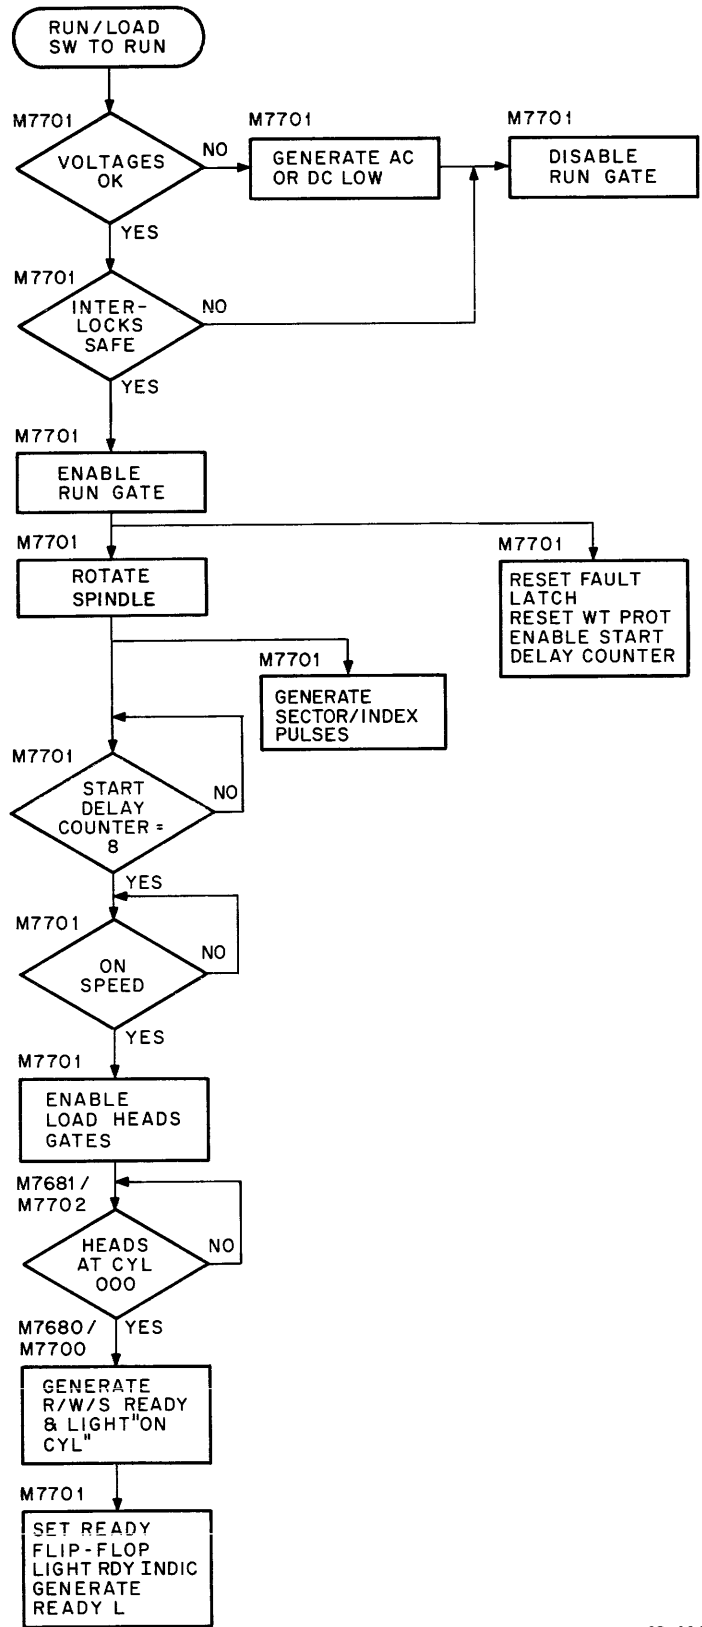 RUN/LOAD
SW TO RUN
M7701
VOLTAGES
OK
NO
M7701
GENERATE AC
OR DC LOW
M7701
DISABLE
RUN GATE
YES
M7701
INTER-
LOCKS
SAFE
NO
YES
M7701
ENABLE
RUN GATE
M7701
ROTATE
SPINDLE
M7701
RESET FAULT
LATCH
RESET WT PROT
ENABLE START
DELAY COUNTER
M7701
GENERATE
SECTOR/INDEX
PULSES
M7701
START
DELAY
COUNTER =
8
NO
YES
M7701
ON
SPEED
NO
YES
M7701
ENABLE
LOAD HEADS
GATES
M7681/
M7702
HEADS
AT CYL
000
NO
YES
M7680/
M7700
GENERATE
R/W/S READY
& LIGHT"ON
CYL"
M7701
SET READY
FLIP-FLOP
LIGHT RDY INDIC
GENERATE
READY L